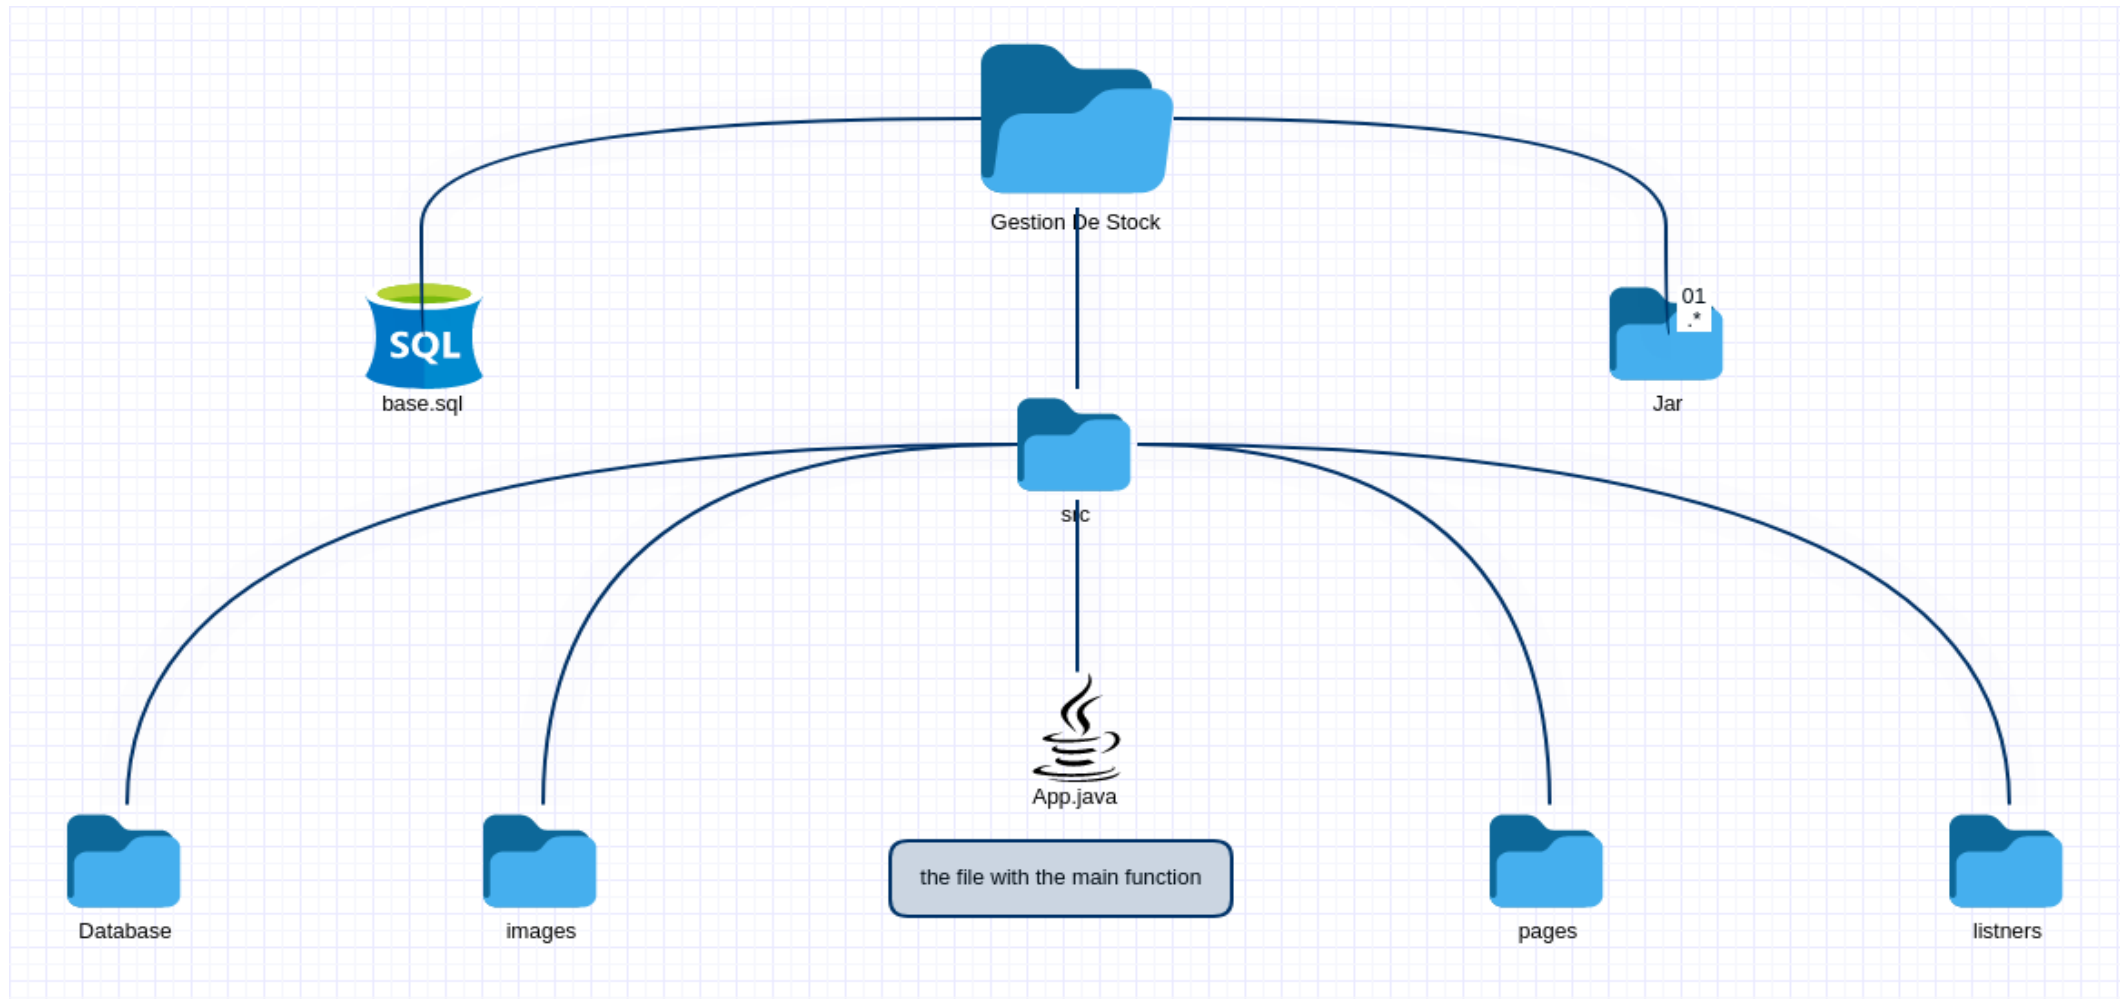 Gestion De Stock
SQL
base.sql
01
.*
Jar
src
App.java
the file with the main function
Database
images
pages
listners